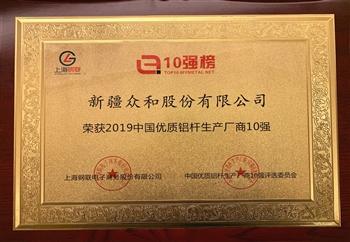 上海钢联
10强榜
TOP10.MYMETAL.NET
新疆众和股份有限公司
荣获2019中国优质铝杆生产厂商10强
上海钢联电子商务股份有限公司
中国优质铝杆生产厂商10强评选委员会